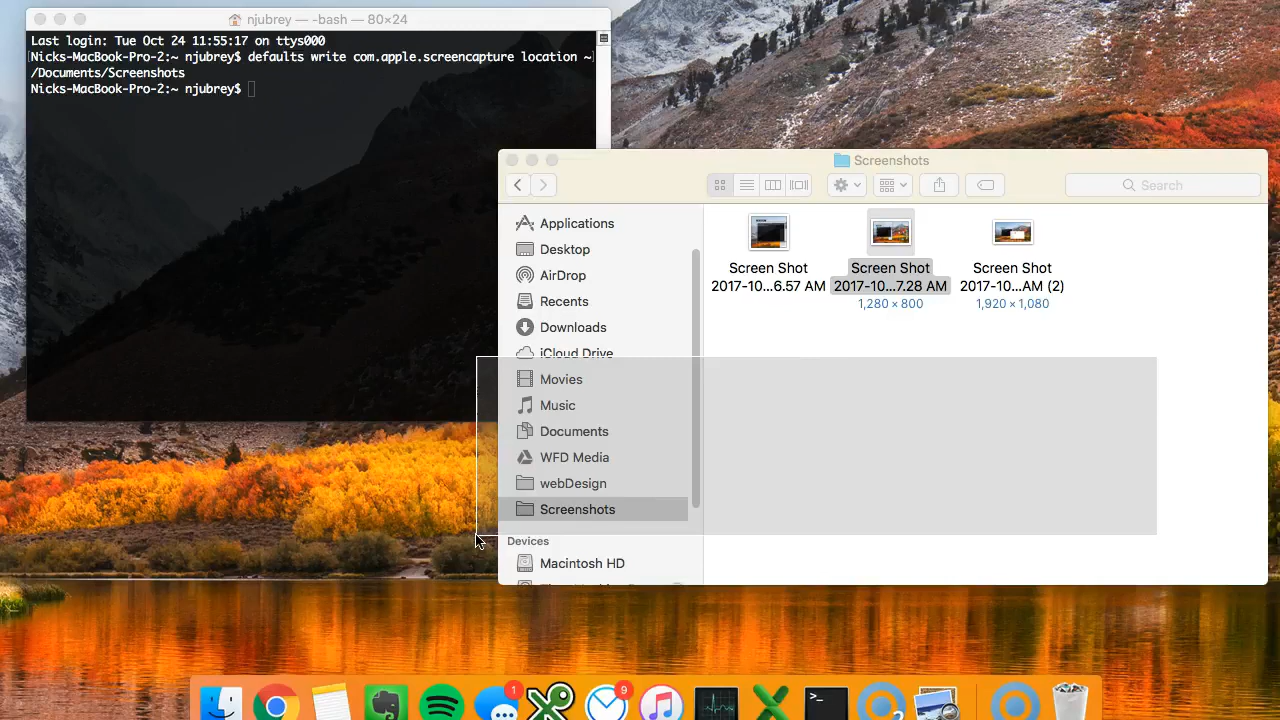 njubrey — -bash — 80×24
Last login: Tue Oct 24 11:55:17 on ttys000
[Nicks-MacBook-Pro-2:~ njubrey$ defaults write com.apple.screencapture location ~]
/Documents/Screenshots
Nicks-MacBook-Pro-2:~ njubrey$
Screenshots
Search
Applications
Desktop
AirDrop
Recents
Downloads
iCloud Drive
Movies
Music
Documents
WFD Media
webDesign
Screenshots
Devices
Macintosh HD
Screen Shot
2017-10...6.57 AM
Screen Shot
2017-10...7.28 AM
1,280 × 800
Screen Shot
2017-10...AM (2)
1,920 × 1,080
1
9